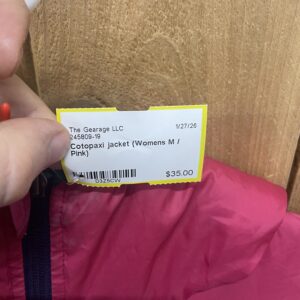 The Gearage LLC 1/27/26
245809-19
Cotopaxi jacket (Womens M /
Pink)
$35.00